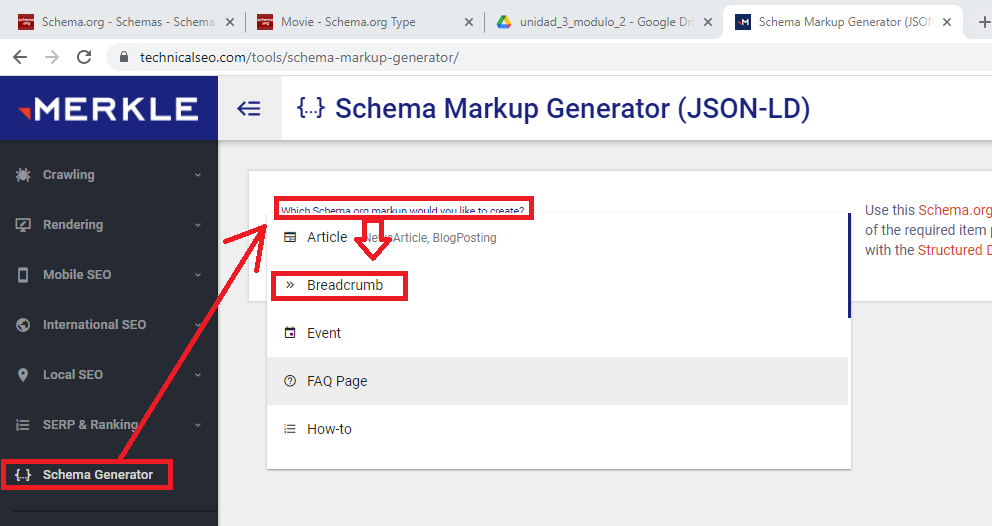 Schema.org - Schemas - Schema.
Movie - Schema.org Type
unidad_3_modulo_2 - Google Dri
Schema Markup Generator (JSON
technicalseo.com/tools/schema-markup-generator/
MERKLE
{...} Schema Markup Generator (JSON-LD)
Crawling
Rendering
Mobile SEO
International SEO
Local SEO
SERP & Ranking
{...} Schema Generator
Which Schema.org markup would you like to create?
Article NewsArticle, BlogPosting
Breadcrumb
Event
FAQ Page
How-to
Use this Schema.org
of the required item
with the Structured